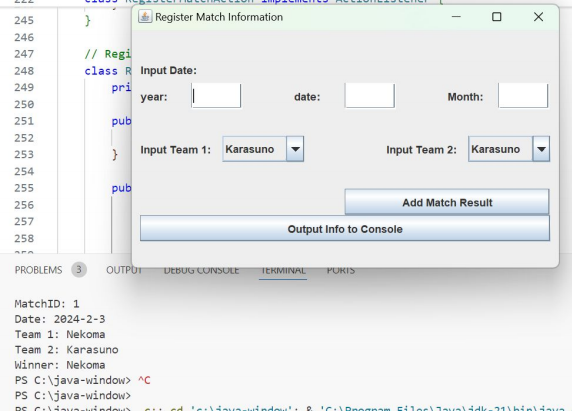 222
class RegisterMatchAction implements ActionListener {
Register Match Information
245 }
246
247 // Regi
248 class R
249 pri
250
251 pub
252
253 }
254
255 pub
256
257
258
Input Date:
year: date: Month:
Input Team 1: Karasuno Input Team 2: Karasuno
Add Match Result
Output Info to Console
PROBLEMS 3 OUTPUT DEBUG CONSOLE TERMINAL PORTS
MatchID: 1
Date: 2024-2-3
Team 1: Nekoma
Team 2: Karasuno
Winner: Nekoma
PS C:\java-window> ^C
PS C:\java-window>
PS C:\java-window> c:; cd 'c:\java-window'; & 'C:\Program Files\Java\jdk-21\bin\java